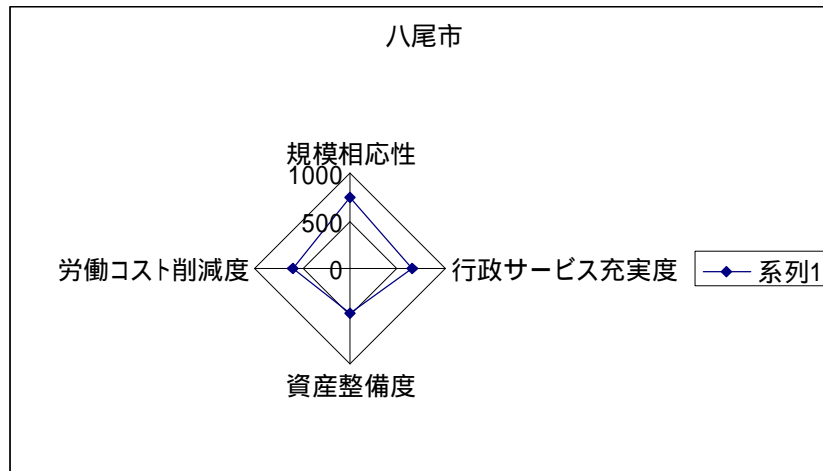 八尾市
規模相応性
1000
500
0
労働コスト削減度
行政サービス充実度
資産整備度
系列1